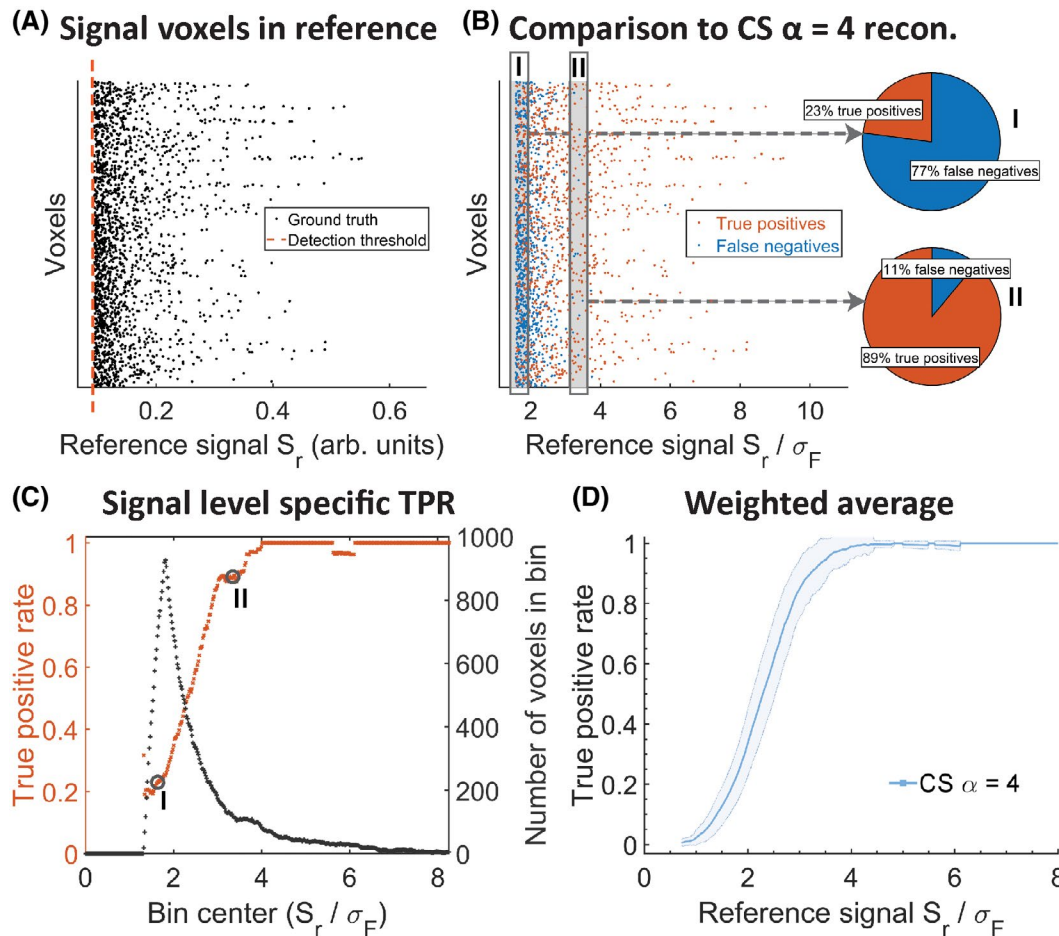 (A) Signal voxels in reference
Voxels
Ground truth
Detection threshold
0.2 0.4 0.6
Reference signal S_r (arb. units)
(B) Comparison to CS α = 4 recon.
I II
23% true positives
I
77% false negatives
True positives
False negatives
11% false negatives
II
89% true positives
2 4 6 8 10
Reference signal S_r / σ_F
(C) Signal level specific TPR
True positive rate
1
0.8
0.6
0.4
0.2
0
II
I
1000
800
600
400
200
0
Number of voxels in bin
0 2 4 6 8
Bin center (S_r / σ_F)
(D) Weighted average
True positive rate
1
0.8
0.6
0.4
0.2
0
CS α = 4
0 2 4 6 8
Reference signal S_r / σ_F